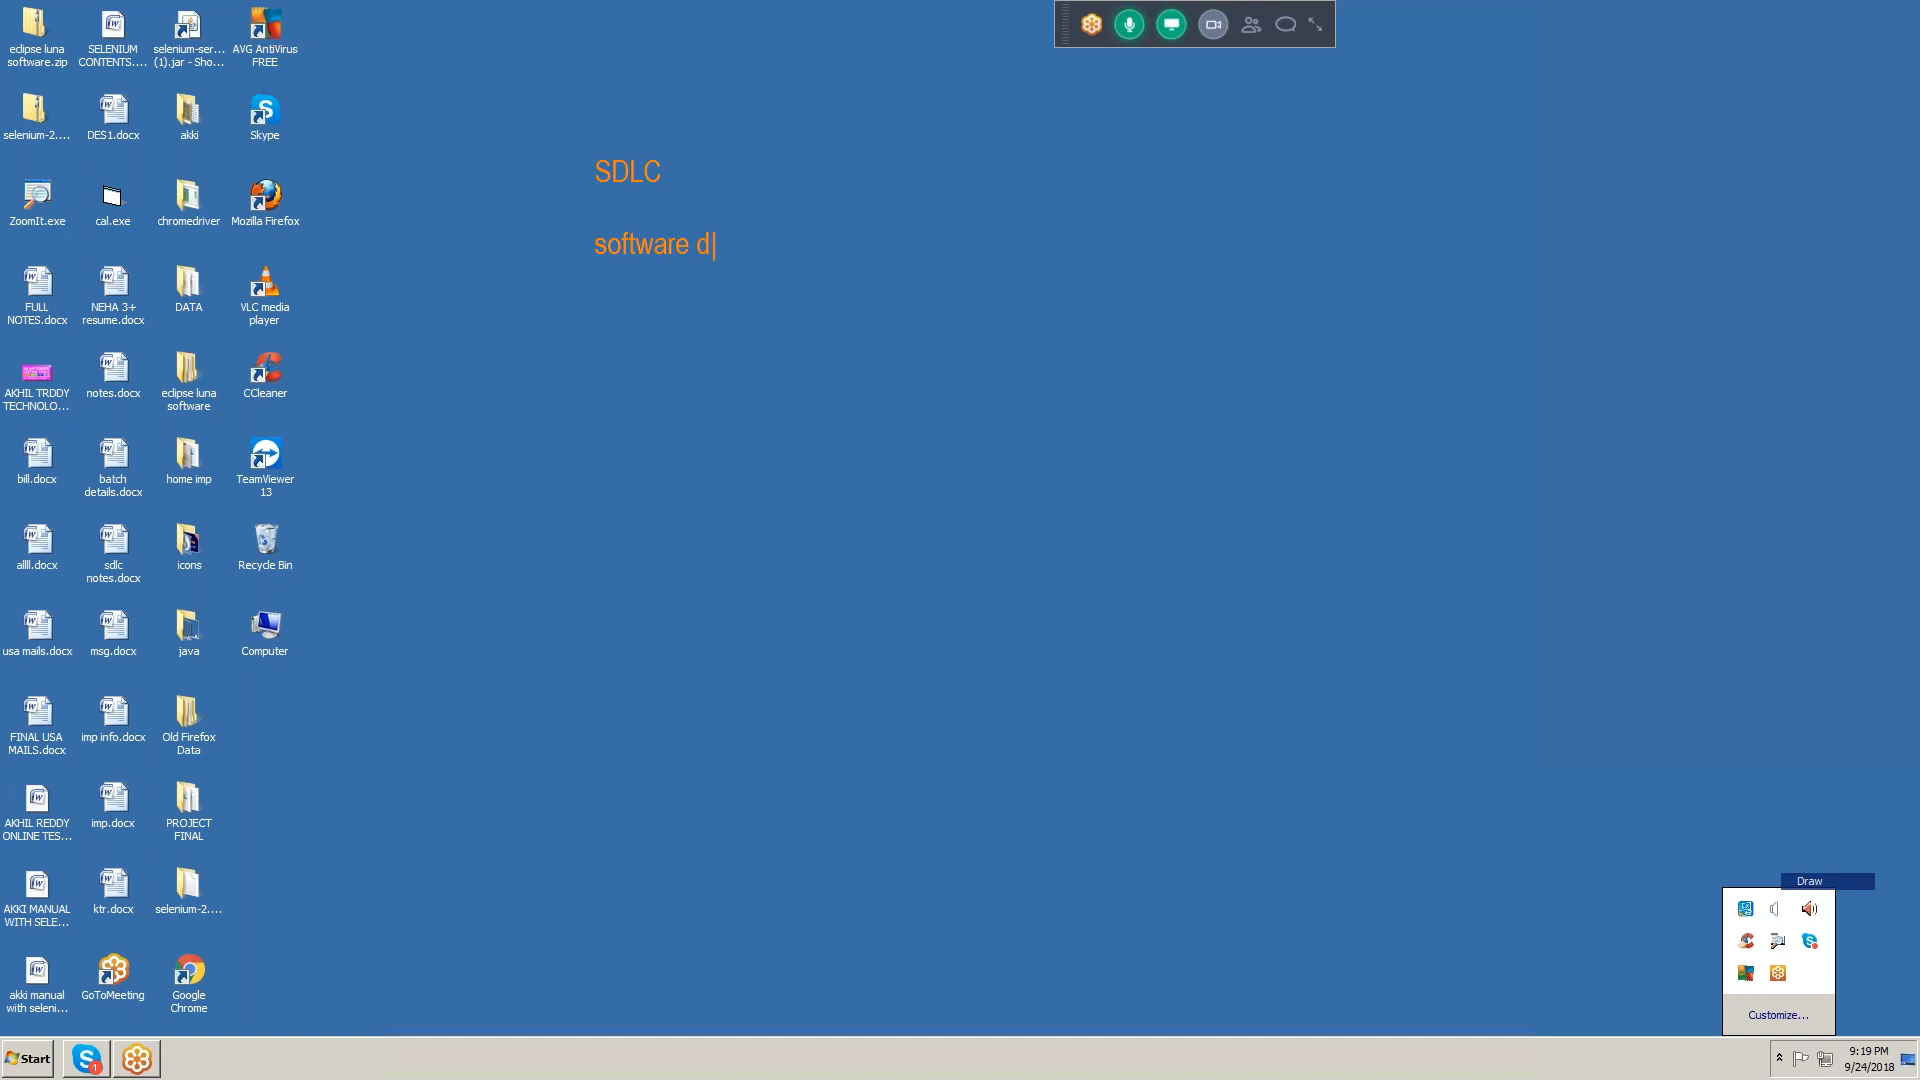 eclipse luna
software.zip
SELENIUM
CONTENTS....
selenium-ser...
(1).jar - Sho...
AVG AntiVirus
FREE
selenium-2....
DES1.docx
akki
Skype
SDLC
ZoomIt.exe
cal.exe
chromedriver
Mozilla Firefox
software d
FULL
NOTES.docx
NEHA 3+
resume.docx
DATA
VLC media
player
AKHIL TRDDY
TECHNOLO...
notes.docx
eclipse luna
software
CCleaner
bill.docx
batch
details.docx
home imp
TeamViewer
13
allll.docx
sdlc
notes.docx
icons
Recycle Bin
usa mails.docx
msg.docx
java
Computer
FINAL USA
MAILS.docx
imp info.docx
Old Firefox
Data
AKHIL REDDY
ONLINE TES...
imp.docx
PROJECT
FINAL
AKKI MANUAL
WITH SELE...
ktr.docx
selenium-2....
Draw
akki manual
with seleni...
GoToMeeting
Google
Chrome
Customize...
Start
1
9:19 PM
9/24/2018